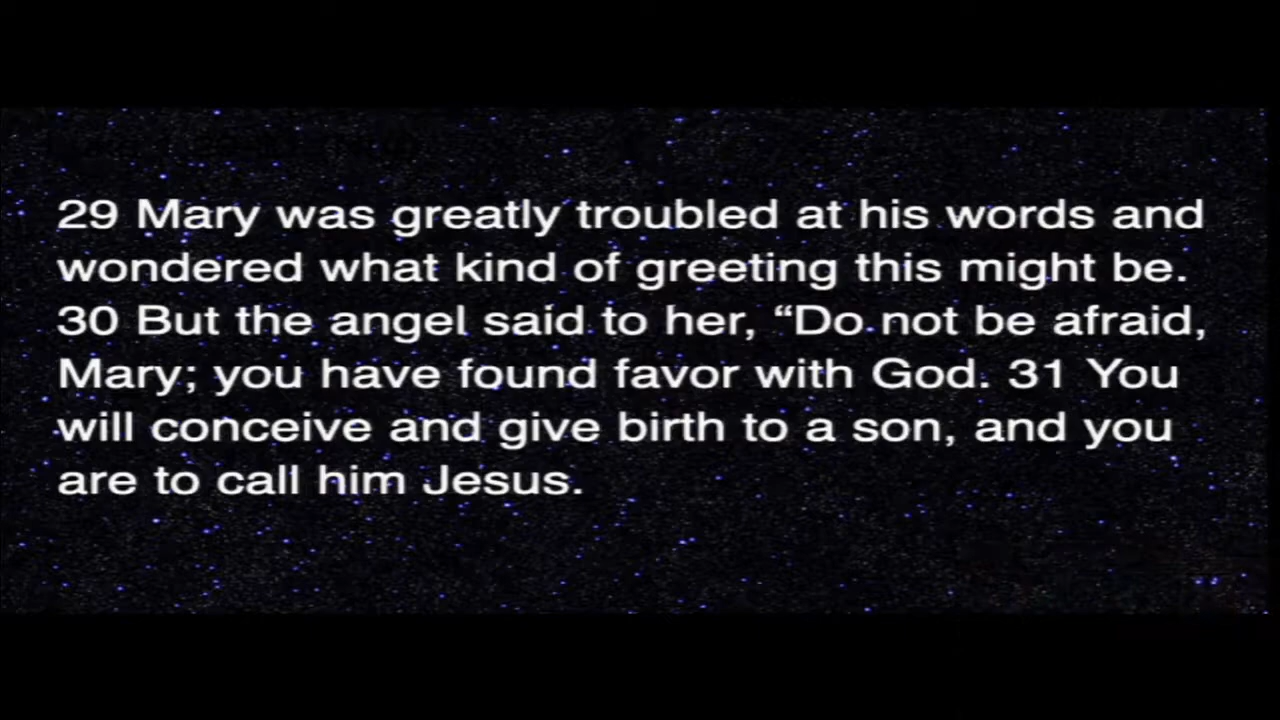 29 Mary was greatly troubled at his words and
wondered what kind of greeting this might be.
30 But the angel said to her, “Do not be afraid,
Mary; you have found favor with God. 31 You
will conceive and give birth to a son, and you
are to call him Jesus.